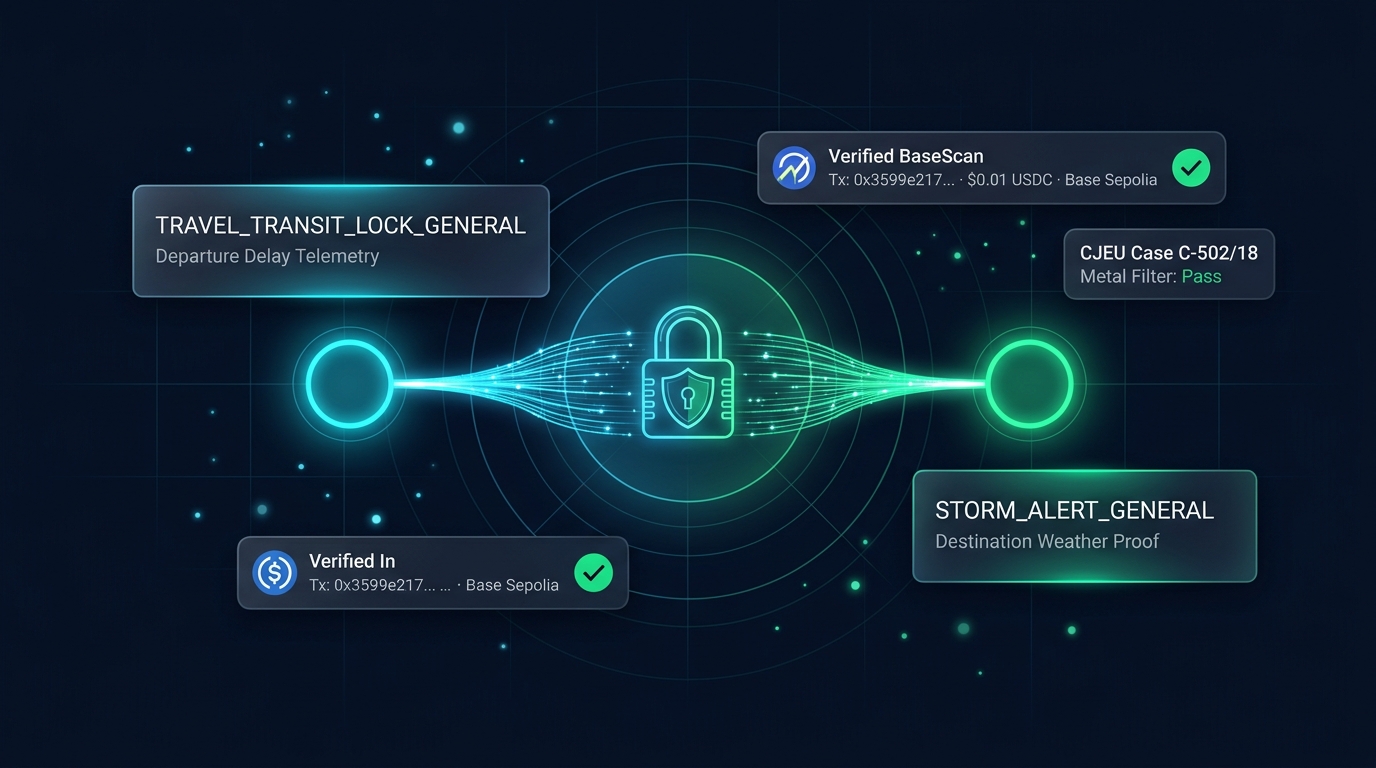 Verified BaseScan
Tx: 0x3599e217... · $0.01 USDC · Base Sepolia
TRAVEL_TRANSIT_LOCK_GENERAL
Departure Delay Telemetry
CJEU Case C-502/18
Metal Filter: Pass
STORM_ALERT_GENERAL
Destination Weather Proof
Verified In
Tx: 0x3599e217... ... · Base Sepolia